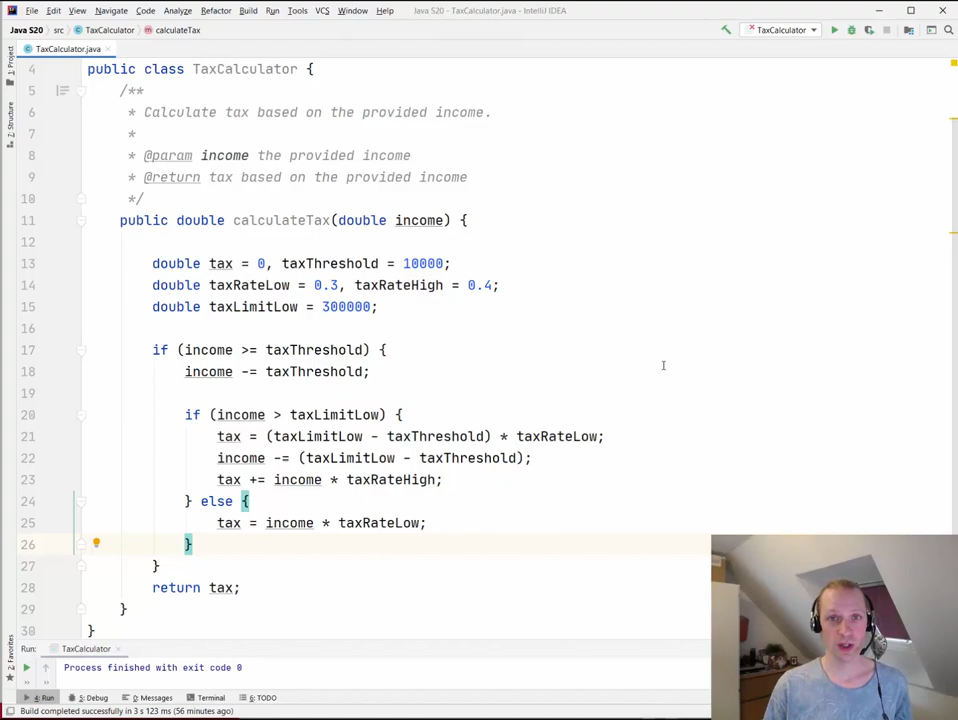 File Edit View Navigate Code Analyze Refactor Build Run Tools VCS Window Help TaxCalculator.java - IntelliJ IDEA
Java S20 src TaxCalculator calculateTax TaxCalculator
TaxCalculator.java
1: Project
7: Structure
2: Favorites
4 public class TaxCalculator {
5 /**
6 * Calculate tax based on the provided income.
7 *
8 * @param income the provided income
9 * @return tax based on the provided income
10 */
11 public double calculateTax(double income) {
12
13 double tax = 0, taxThreshold = 10000;
14 double taxRateLow = 0.3, taxRateHigh = 0.4;
15 double taxLimitLow = 300000;
16
17 if (income >= taxThreshold) {
18 income -= taxThreshold;
19
20 if (income > taxLimitLow) {
21 tax = (taxLimitLow - taxThreshold) * taxRateLow;
22 income -= (taxLimitLow - taxThreshold);
23 tax += income * taxRateHigh;
24 } else {
25 tax = income * taxRateLow;
26 }
27 }
28 return tax;
29 }
30 }
Run: TaxCalculator
Process finished with exit code 0
4: Run 5: Debug 0: Messages Terminal 6: TODO
Build completed successfully in 3 s 123 ms (56 minutes ago)